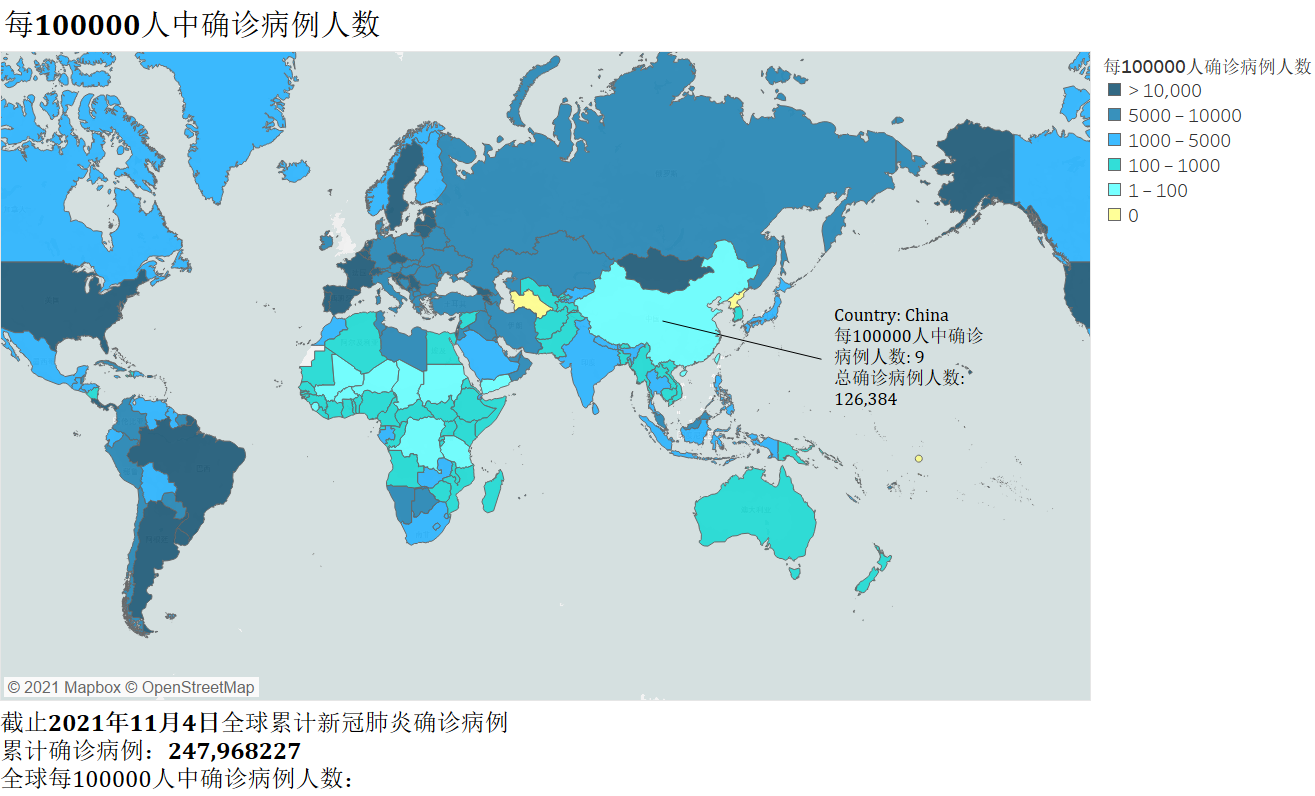 每100000人中确诊病例人数
每100000人确诊病例人数
> 10,000
5000 – 10000
1000 – 5000
100 – 1000
1 – 100
0
Country: China
每100000人中确诊
病例人数: 9
总确诊病例人数:
126,384
© 2021 Mapbox © OpenStreetMap
截止2021年11月4日全球累计新冠肺炎确诊病例
累计确诊病例：247,968227
全球每100000人中确诊病例人数：